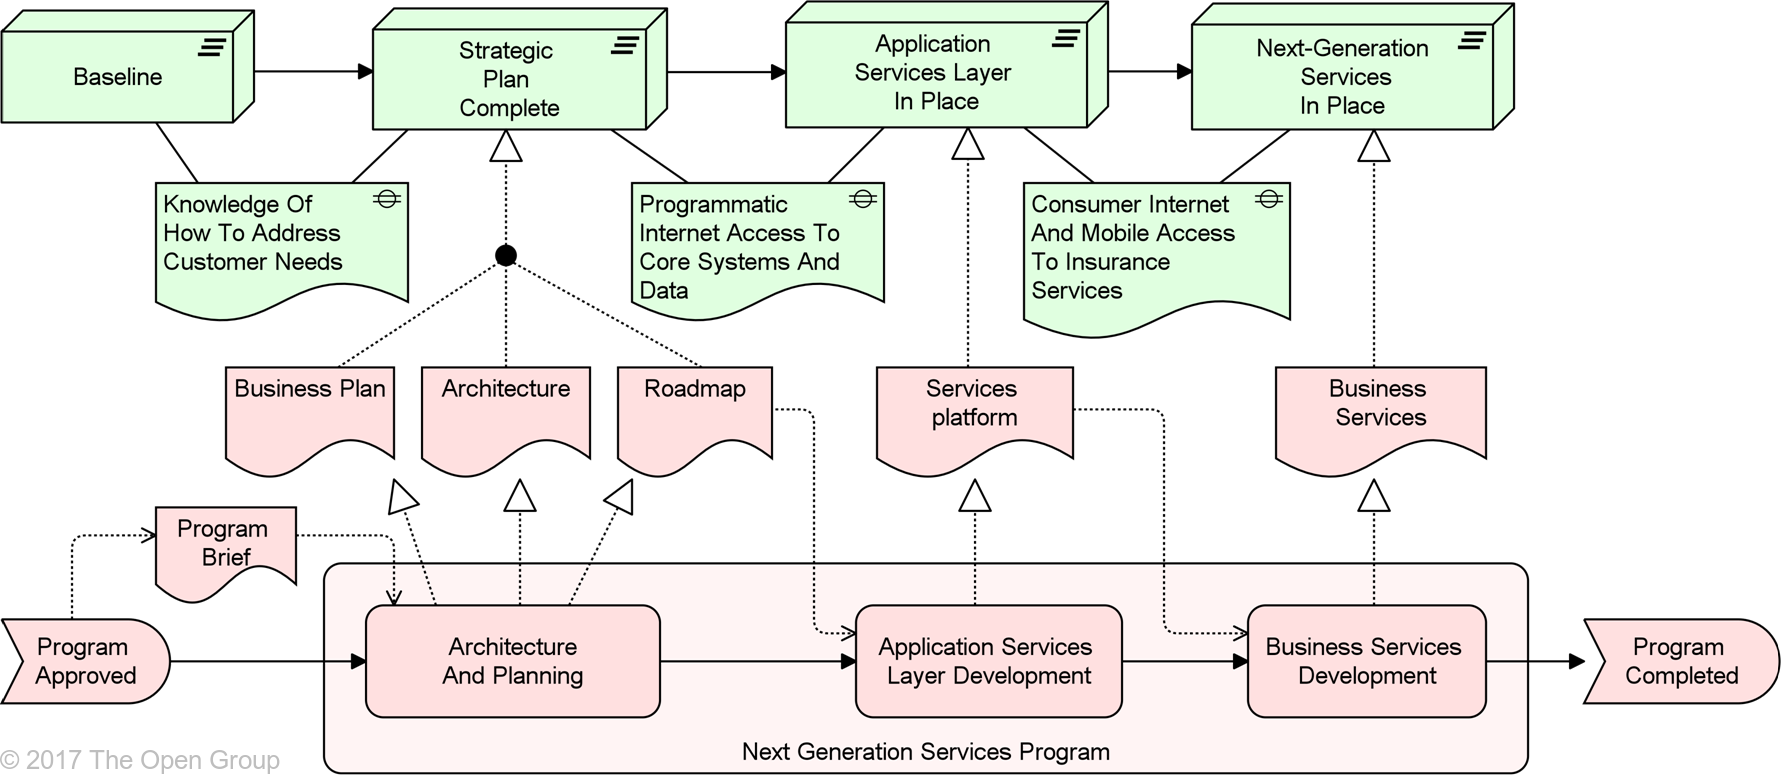 Baseline
Strategic
Plan
Complete
Application
Services Layer
In Place
Next-Generation
Services
In Place
Knowledge Of
How To Address
Customer Needs
Programmatic
Internet Access To
Core Systems And
Data
Consumer Internet
And Mobile Access
To Insurance
Services
Business Plan
Architecture
Roadmap
Services
platform
Business
Services
Program
Brief
Program
Approved
Architecture
And Planning
Application Services
Layer Development
Business Services
Development
Program
Completed
Next Generation Services Program
© 2017 The Open Group